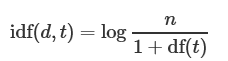 idf(d, t) = log n / (1 + df(t))